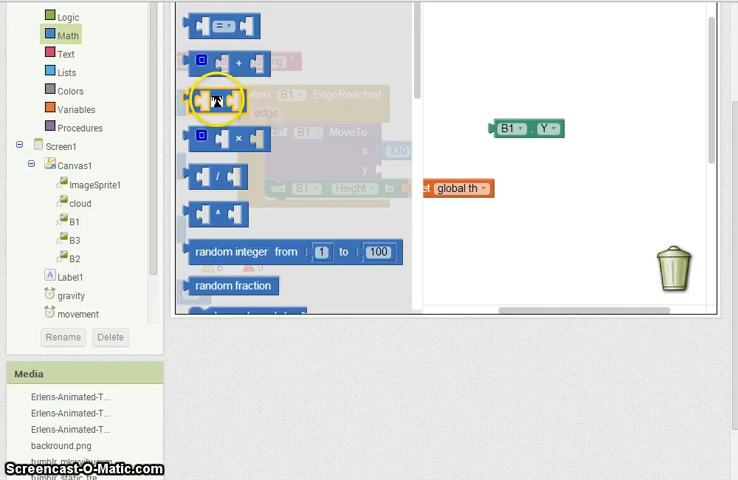 Logic
Math
Text
Lists
Colors
Variables
Procedures
Screen1
Canvas1
ImageSprite1
cloud
B1
B3
B2
Label1
gravity
movement
Rename Delete
Media
Erlens-Animated-T...
Erlens-Animated-T...
Erlens-Animated-T...
backround.png
=
+
when B1 .EdgeReached
edge
×
call B1 .MoveTo
x 330
y
/
set B1 . Height to get global th
^
B1 . Y
random integer from 1 to 100
random fraction
Screencast-O-Matic.com